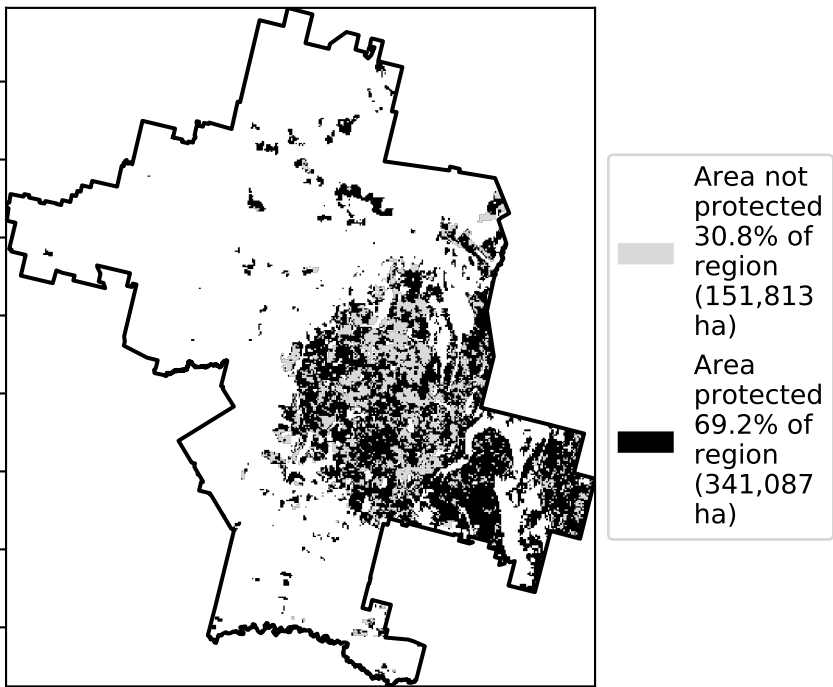 Area not
protected
30.8% of
region
(151,813
ha)
Area
protected
69.2% of
region
(341,087
ha)